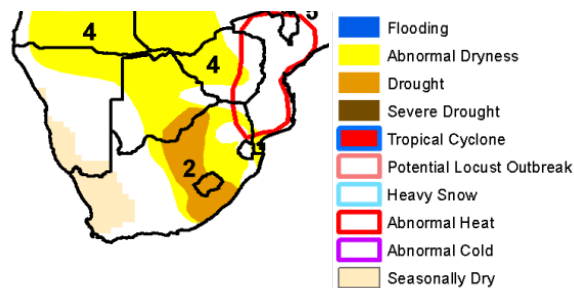 4
4
2
Flooding
Abnormal Dryness
Drought
Severe Drought
Tropical Cyclone
Potential Locust Outbreak
Heavy Snow
Abnormal Heat
Abnormal Cold
Seasonally Dry